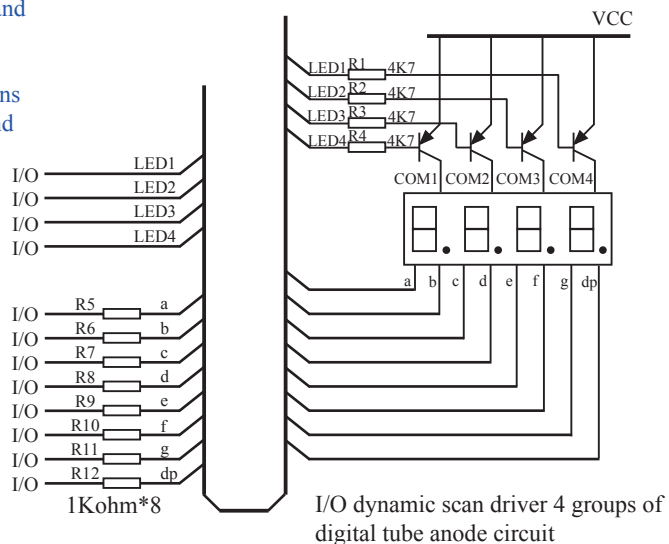 and
ns
nd
VCC
LED1 R1 4K7
LED2 R2 4K7
LED3 R3 4K7
LED4 R4 4K7
COM1 COM2 COM3 COM4
a b c d e f g dp
I/O LED1
I/O LED2
I/O LED3
I/O LED4
I/O R5 a
I/O R6 b
I/O R7 c
I/O R8 d
I/O R9 e
I/O R10 f
I/O R11 g
I/O R12 dp
1Kohm*8
I/O dynamic scan driver 4 groups of
digital tube anode circuit